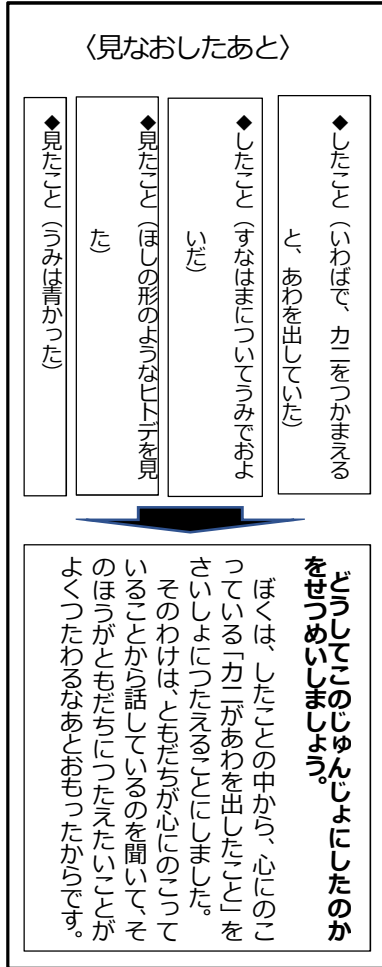 〈見なおしたあと〉
◆したこと（いわばで、カニをつかまえる
と、あわを出していた）
◆したこと（すなはまについてうみでおよ
いだ）
◆見たこと（ほしの形のようなヒトデを見
た）
◆見たこと（うみは青かった）
どうしてこのじゅんじょにしたのか
をせつめいしましょう。
ぼくは、したことの中から、心にのこ
っている「カニがあわを出したこと」を
さいしょにつたえることにしました。
そのわけは、ともだちが心にのこって
いることから話しているのを聞いて、そ
のほうがともだちにつたえたいことが
よくつたわるなあとおもったからです。